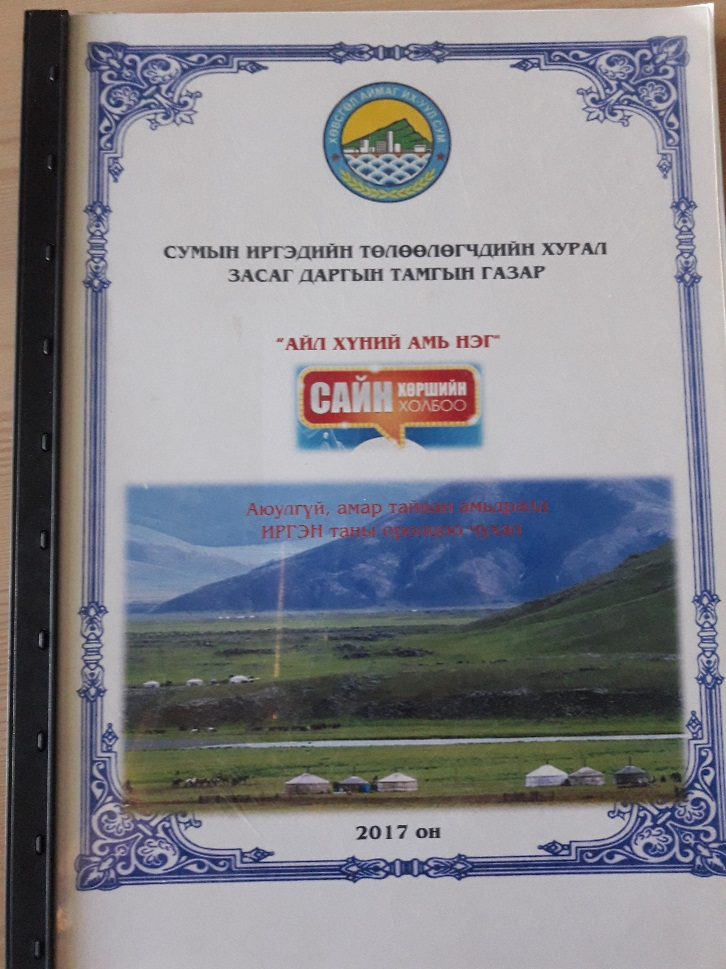 ХӨВСГӨЛ АЙМАГ ИХ-УУЛ СУМ
СУМЫН ИРГЭДИЙН ТӨЛӨӨЛӨГЧДИЙН ХУРАЛ
ЗАСАГ ДАРГЫН ТАМГЫН ГАЗАР
"АЙЛ ХҮНИЙ АМЬ НЭГ"
САЙН ХӨРШИЙН
ХОЛБОО
Аюулгүй, амар тайван амьдралд
ИРГЭН таны оролцоо чухал
2017 он